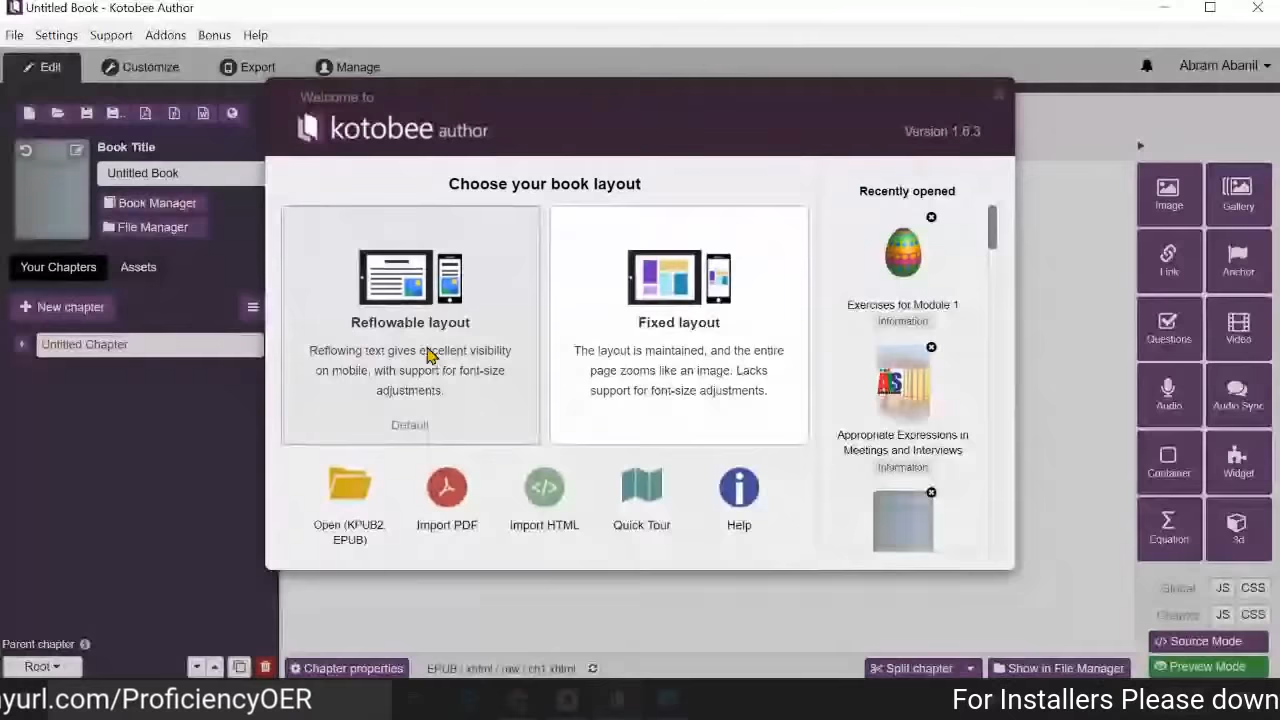 Untitled Book - Kotobee Author
File Settings Support Addons Bonus Help
Edit Customize Export Manage
Abram Abanil
Book Title
Untitled Book
Book Manager
File Manager
Your Chapters Assets
New chapter
Untitled Chapter
Parent chapter
Root
Welcome to
kotobee author
Version 1.6.3
Choose your book layout
Reflowable layout
Reflowing text gives excellent visibility
on mobile, with support for font-size
adjustments.
Default
Fixed layout
The layout is maintained, and the entire
page zooms like an image. Lacks
support for font-size adjustments.
Open (KPUB2,
EPUB)
Import PDF
Import HTML
Quick Tour
Help
Recently opened
Exercises for Module 1
Information
Appropriate Expressions in
Meetings and Interviews
Information
Image Gallery
Link Anchor
Questions Video
Audio Audio Sync
Container Widget
Equation 3d
Global JS CSS
Chapter JS CSS
Source Mode
Preview Mode
Chapter properties
EPUB / xhtml / raw / ch1.xhtml
Split chapter
Show in File Manager
nyurl.com/ProficiencyOER
For Installers Please down